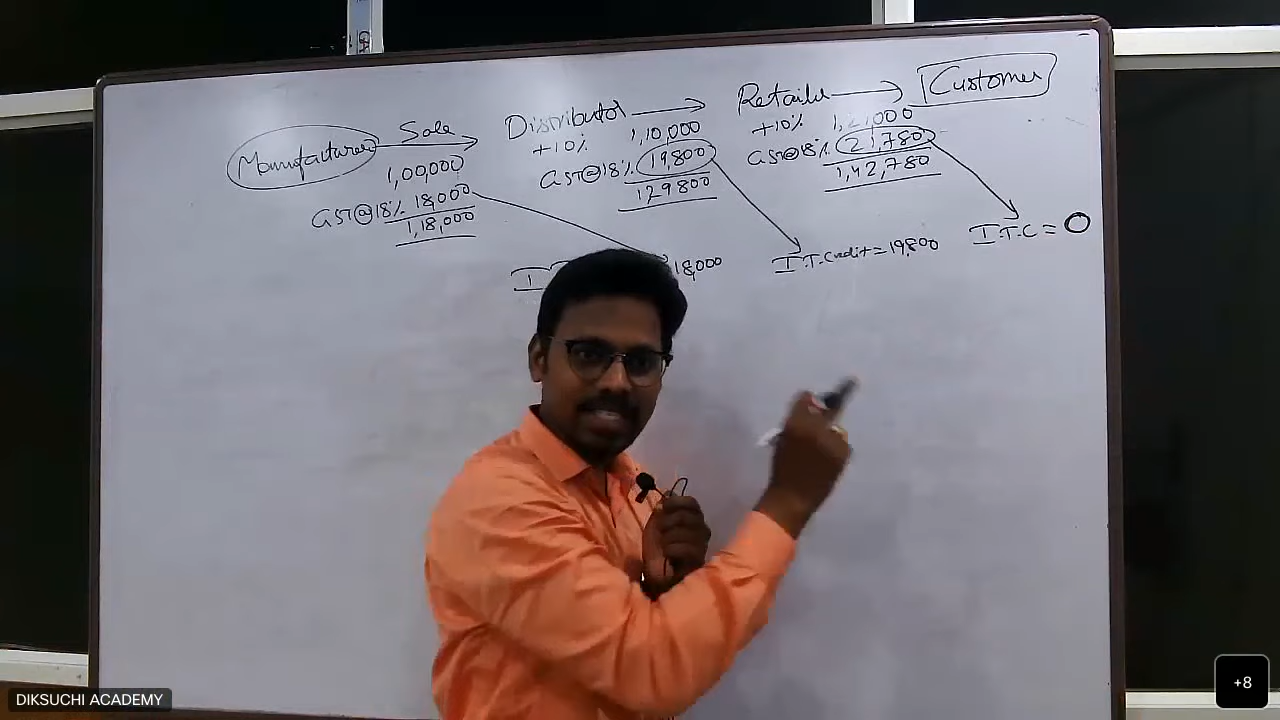 Manufacturer
Sale
1,00,000
GST@18% 18,000
1,18,000
Distributor
+10%
1,10,000
GST@18% 19,800
1,29800
Retailer
+10%
1,21,000
GST@18% 21,780
1,42,780
Customer
I
18,000
I.T.Credit=19,800
I.T.C=0
DIKSUCHI ACADEMY
+8